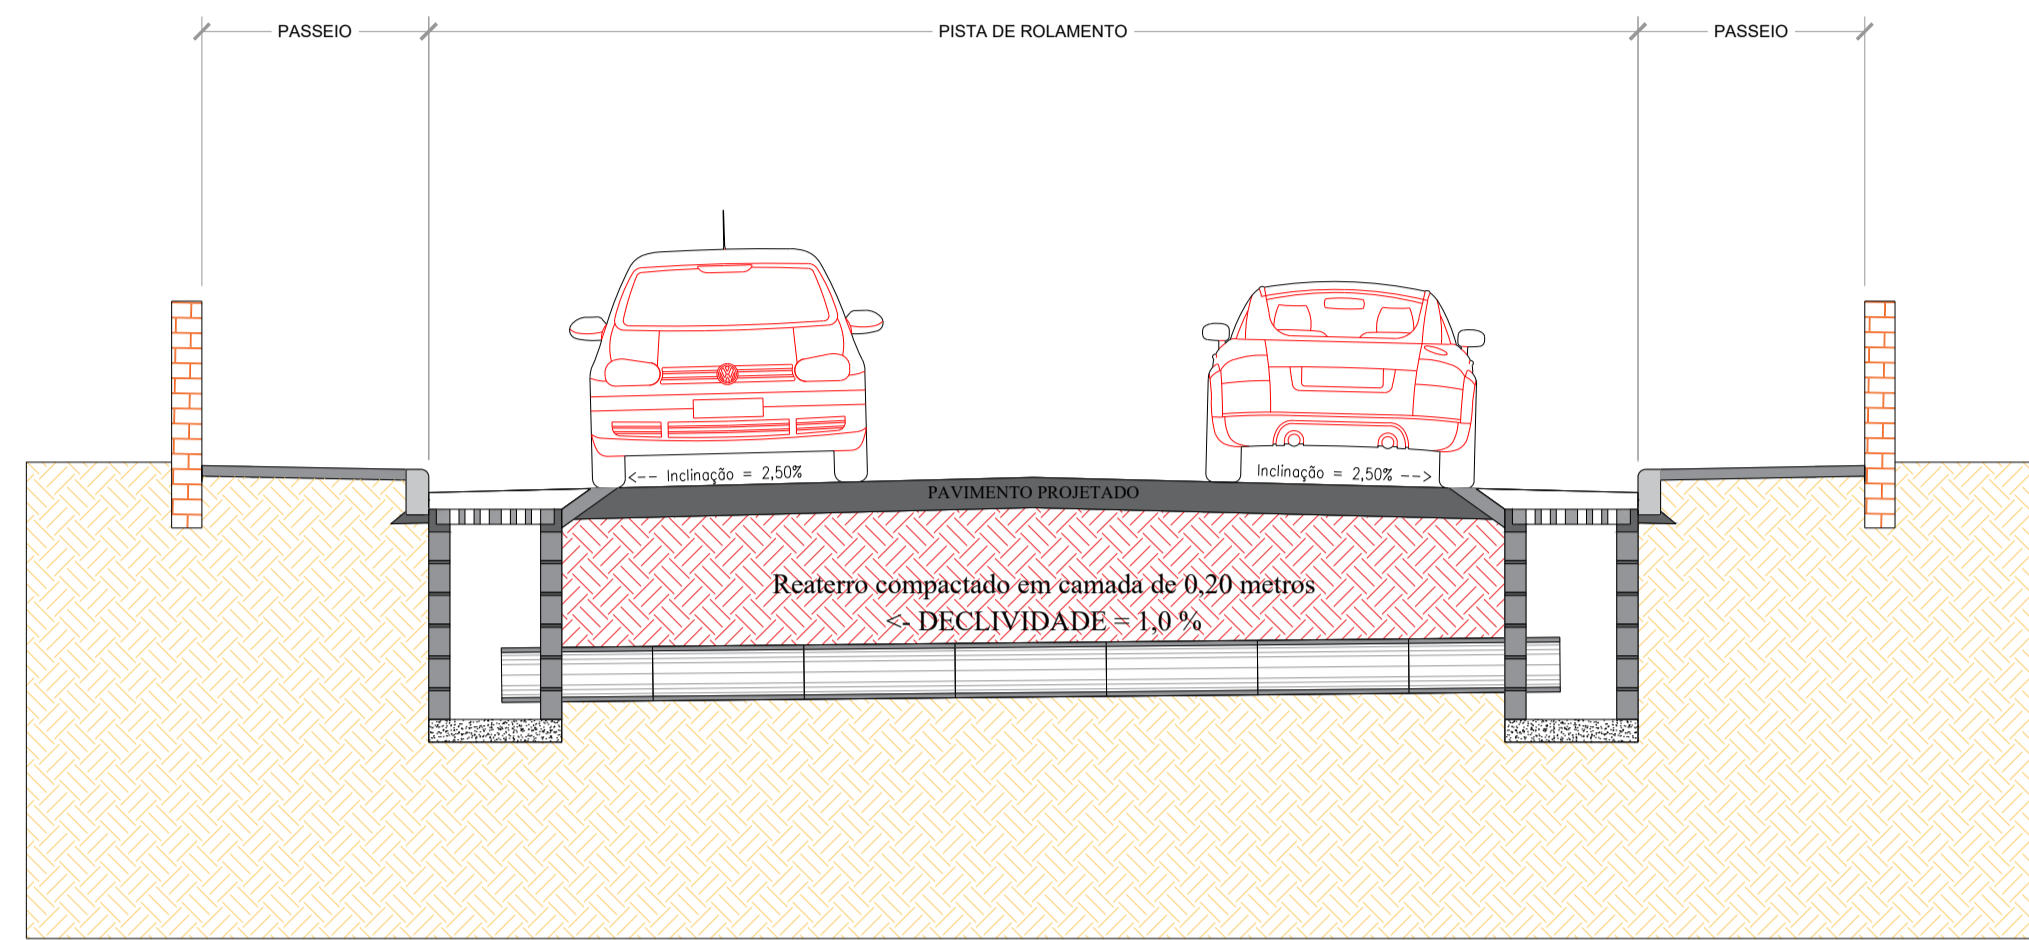 PASSEIO
PISTA DE ROLAMENTO
PASSEIO
<-- Inclinação = 2,50%
Inclinação = 2,50% -->
PAVIMENTO PROJETADO
Reaterro compactado em camada de 0,20 metros
<- DECLIVIDADE = 1,0 %